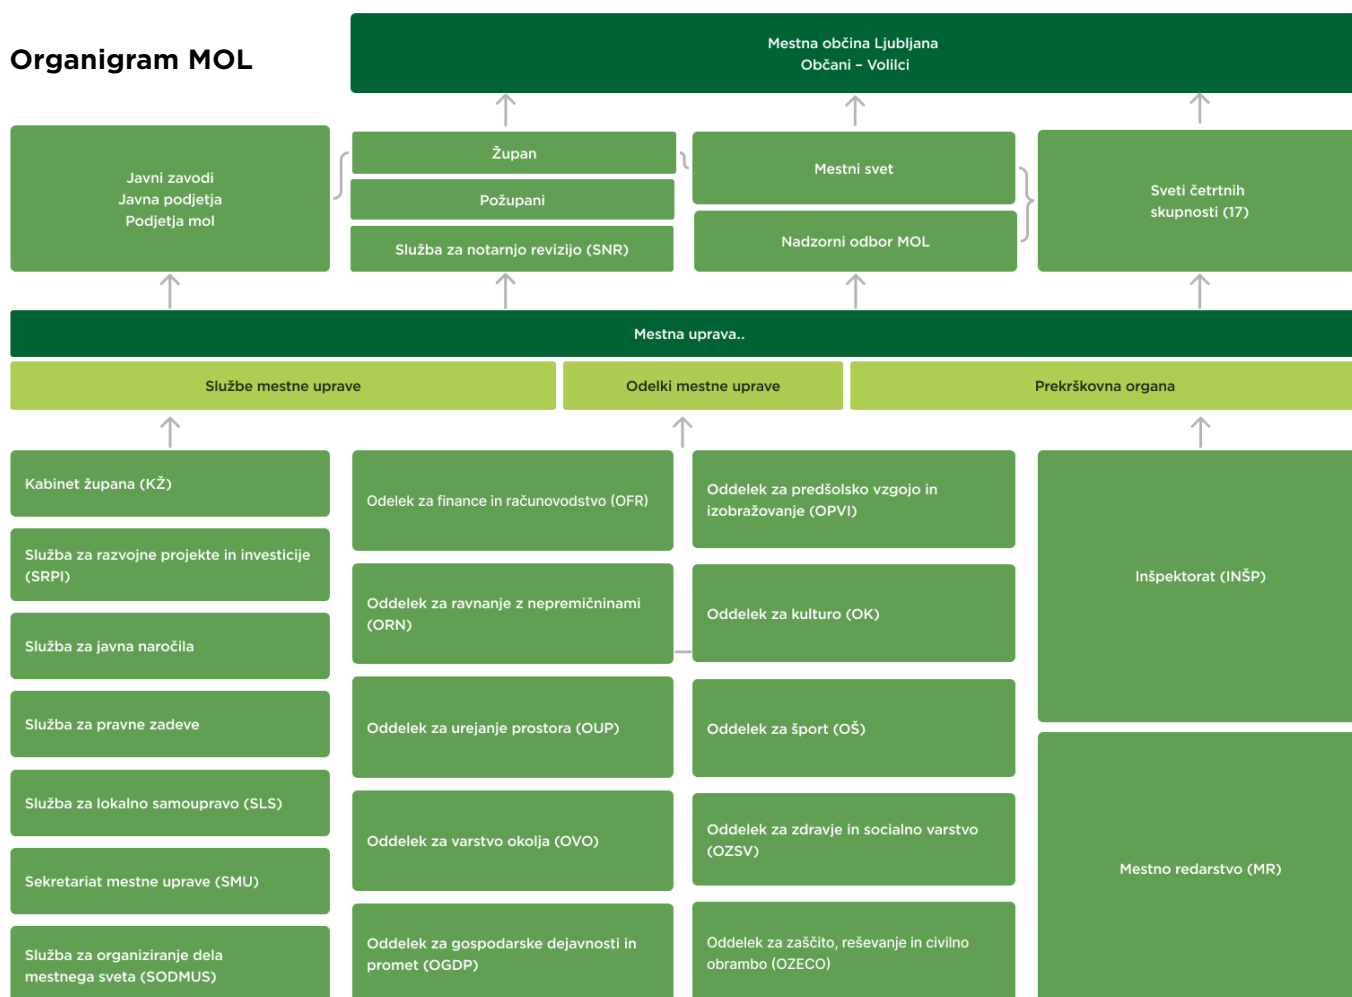 Organigram MOL
Mestna občina Ljubljana
Občani – Volilci
Javni zavodi
Javna podjetja
Podjetja mol
Župan
Požupani
Služba za notarnjo revizijo (SNR)
Mestni svet
Nadzorni odbor MOL
Sveti četrtnih
skupnosti (17)
Mestna uprava..
Službe mestne uprave
Odelki mestne uprave
Prekrškovna organa
Kabinet župana (KŽ)
Služba za razvojne projekte in investicije
(SRPI)
Služba za javna naročila
Služba za pravne zadeve
Služba za lokalno samoupravo (SLS)
Sekretariat mestne uprave (SMU)
Služba za organiziranje dela
mestnega sveta (SODMUS)
Odelek za finance in računovodstvo (OFR)
Oddelek za ravnanje z nepremičninami
(ORN)
Oddelek za urejanje prostora (OUP)
Oddelek za varstvo okolja (OVO)
Oddelek za gospodarske dejavnosti in
promet (OGDP)
Oddelek za predšolsko vzgojo in
izobražovanje (OPVI)
Oddelek za kulturo (OK)
Oddelek za šport (OŠ)
Oddelek za zdravje in socialno varstvo
(OZSV)
Oddelek za zaščito, reševanje in civilno
obrambo (OZECO)
Inšpektorat (INŠP)
Mestno redarstvo (MR)